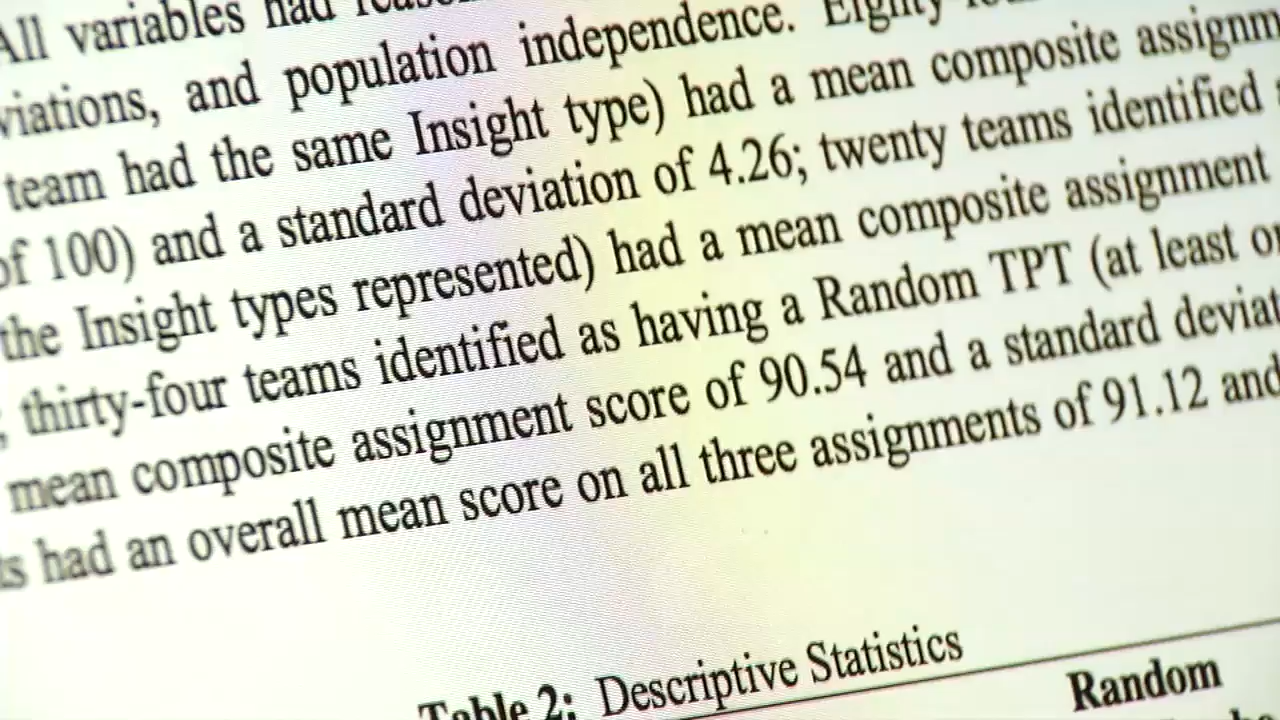 All variables had
viations, and population independence. Eighty
team had the same Insight type) had a mean composite assignm
of 100) and a standard deviation of 4.26; twenty teams identified
the Insight types represented) had a mean composite assignment
; thirty-four teams identified as having a Random TPT (at least
mean composite assignment score of 90.54 and a standard deviat
s had an overall mean score on all three assignments of 91.12 and
Table 2: Descriptive Statistics
Random